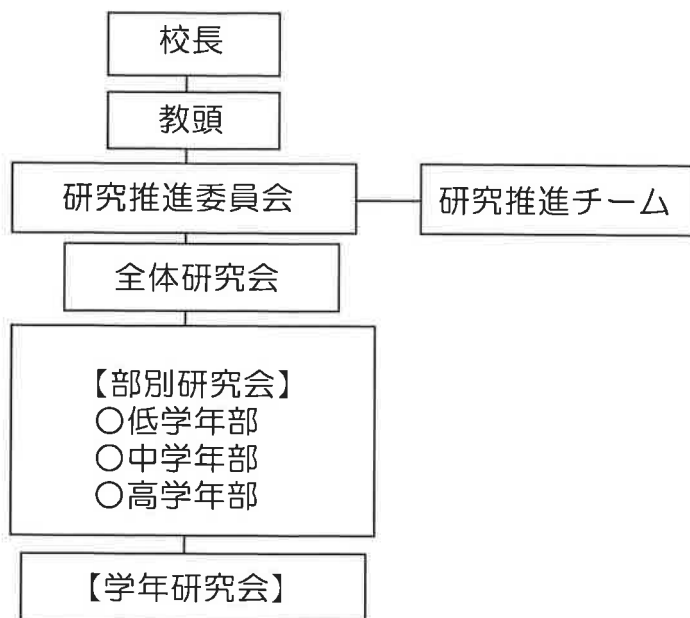 校長
教頭
研究推進委員会
研究推進チーム
全体研究会
【部別研究会】
○低学年部
○中学年部
○高学年部
【学年研究会】